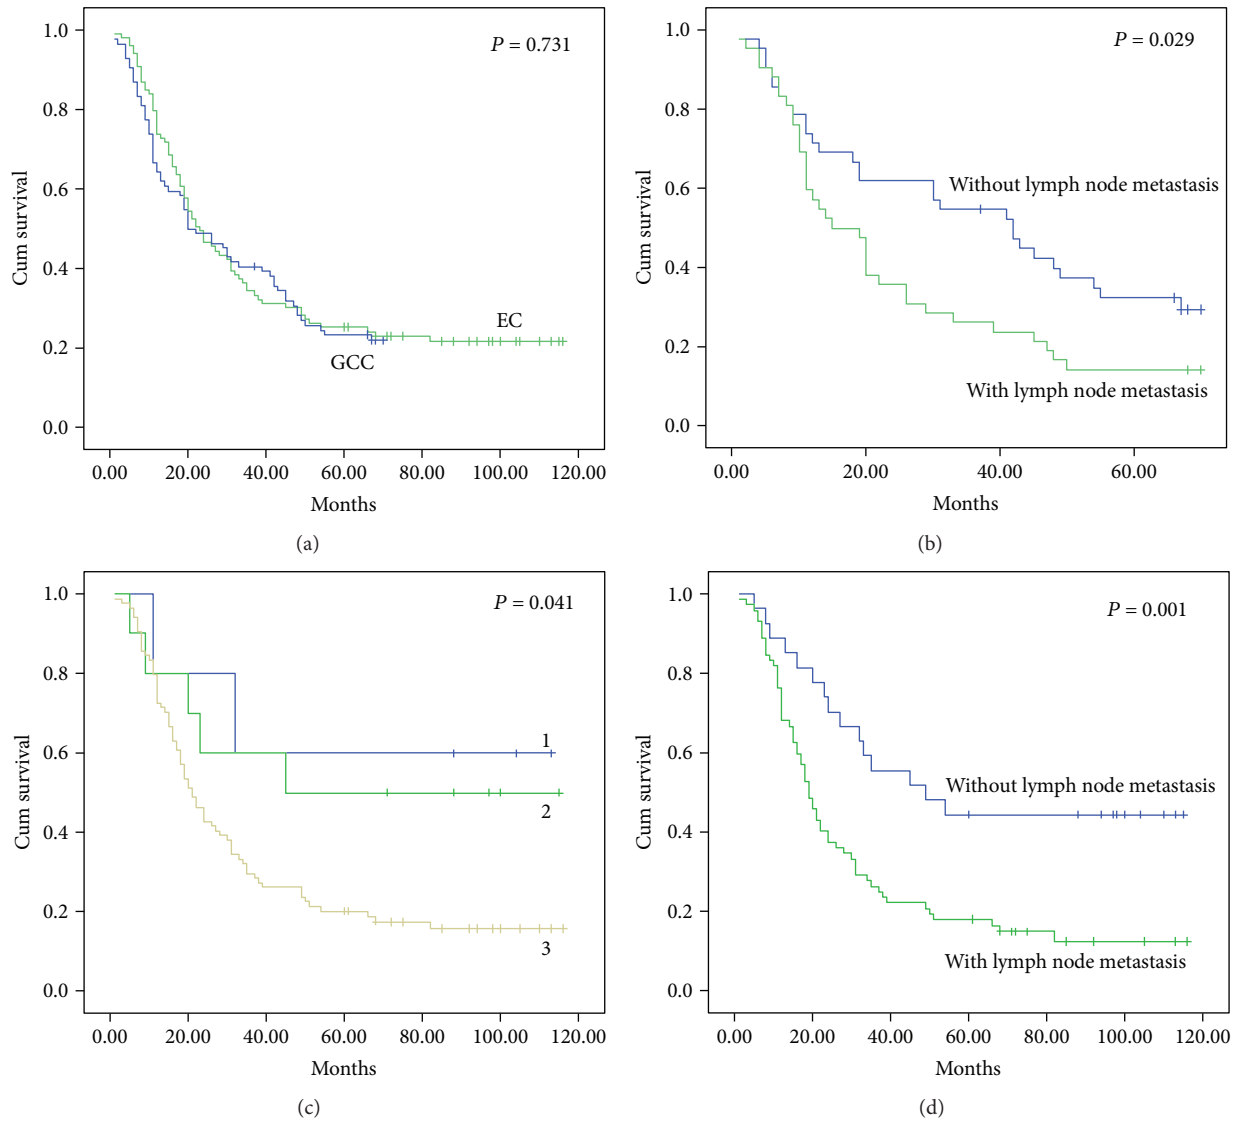 1.0
P = 0.731
0.8
0.6
Cum survival
0.4
EC
0.2
GCC
0.0
0.00 20.00 40.00 60.00 80.00 100.00 120.00
Months
(a)
1.0
P = 0.029
0.8
0.6
Without lymph node metastasis
Cum survival
0.4
0.2
With lymph node metastasis
0.0
0.00 20.00 40.00 60.00
Months
(b)
1.0
P = 0.041
0.8
0.6
1
Cum survival
2
0.4
0.2
3
0.0
0.00 20.00 40.00 60.00 80.00 100.00 120.00
Months
(c)
1.0
P = 0.001
0.8
0.6
Without lymph node metastasis
Cum survival
0.4
0.2
With lymph node metastasis
0.0
0.00 20.00 40.00 60.00 80.00 100.00 120.00
Months
(d)